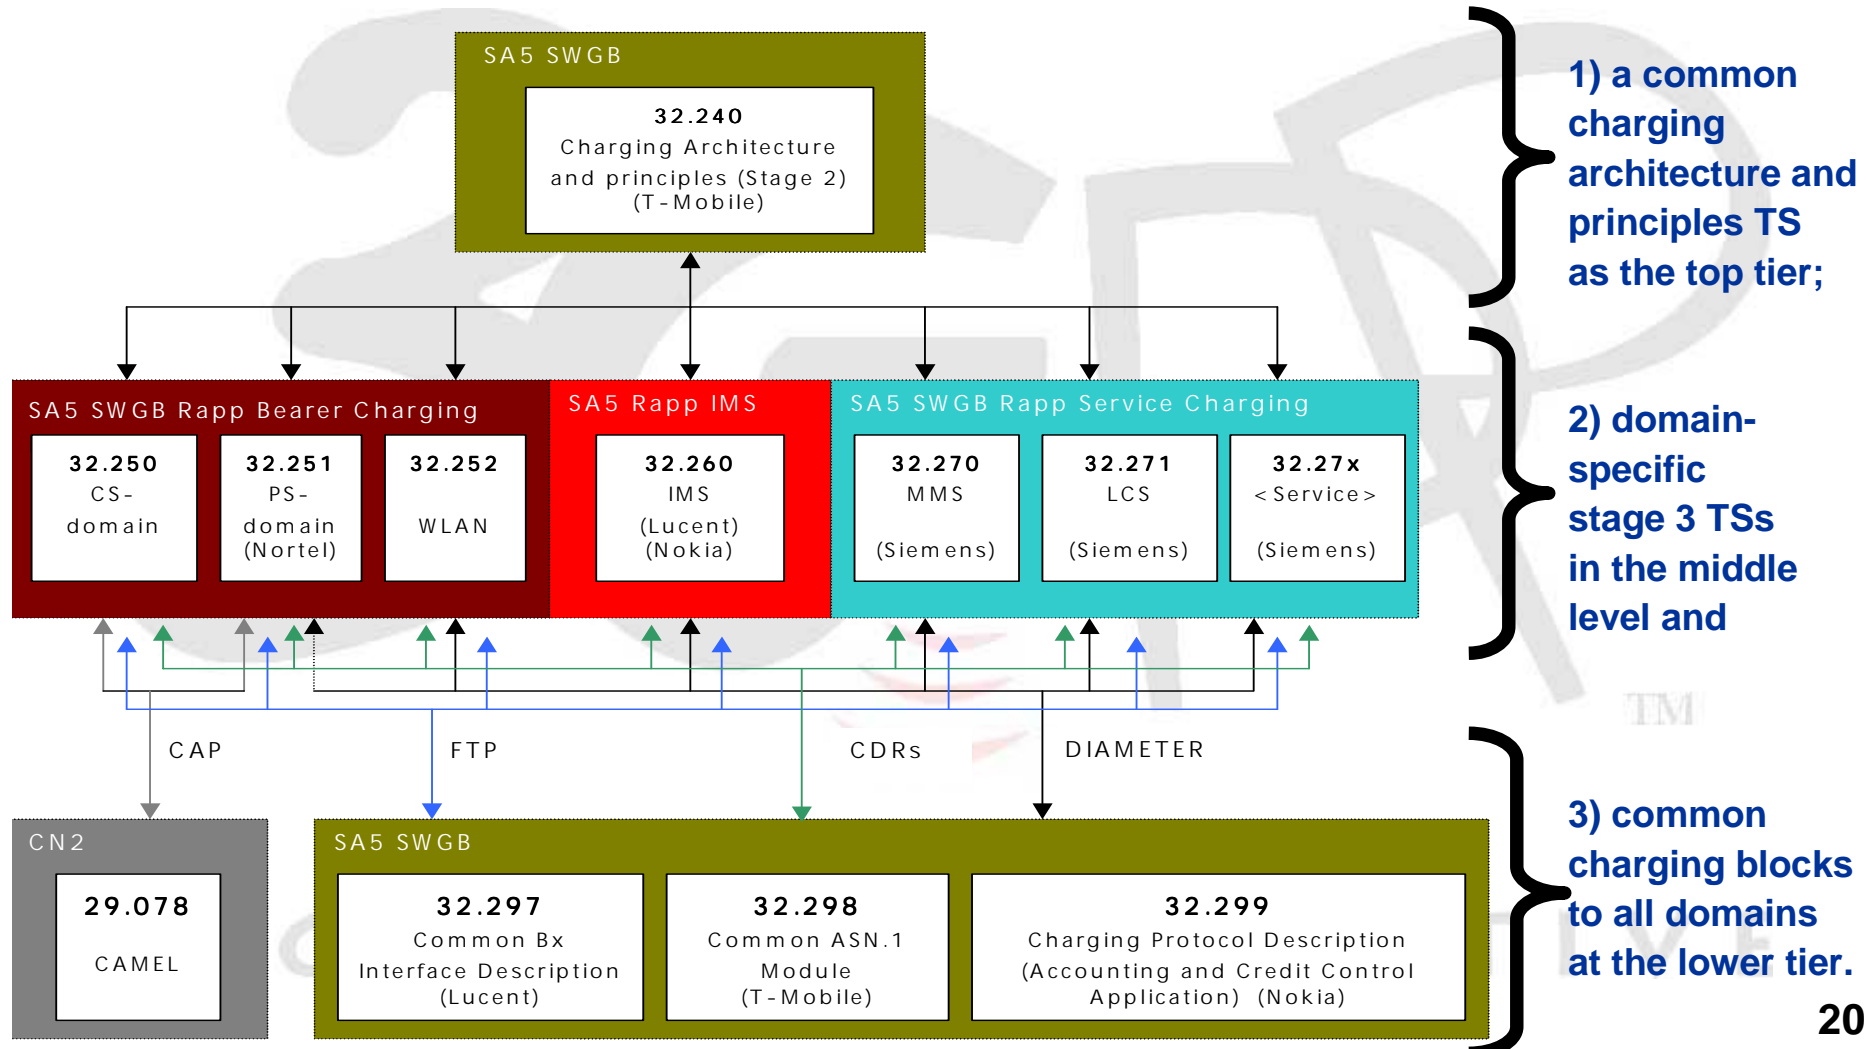 SA5 SWGB
32.240
Charging Architecture
and principles (Stage 2)
(T-Mobile)
1) a common
charging
architecture and
principles TS
as the top tier;
SA5 SWGB Rapp Bearer Charging
32.250
CS-
domain
32.251
PS-
domain
(Nortel)
32.252
WLAN
SA5 Rapp IMS
32.260
IMS
(Lucent)
(Nokia)
SA5 SWGB Rapp Service Charging
32.270
MMS
(Siemens)
32.271
LCS
(Siemens)
32.27x
<Service>
(Siemens)
2) domain-
specific
stage 3 TSs
in the middle
level and
TM
CAP
FTP
CDRs
DIAMETER
CN2
29.078
CAMEL
SA5 SWGB
32.297
Common Bx
Interface Description
(Lucent)
32.298
Common ASN.1
Module
(T-Mobile)
32.299
Charging Protocol Description
(Accounting and Credit Control
Application) (Nokia)
3) common
charging blocks
to all domains
at the lower tier.
20